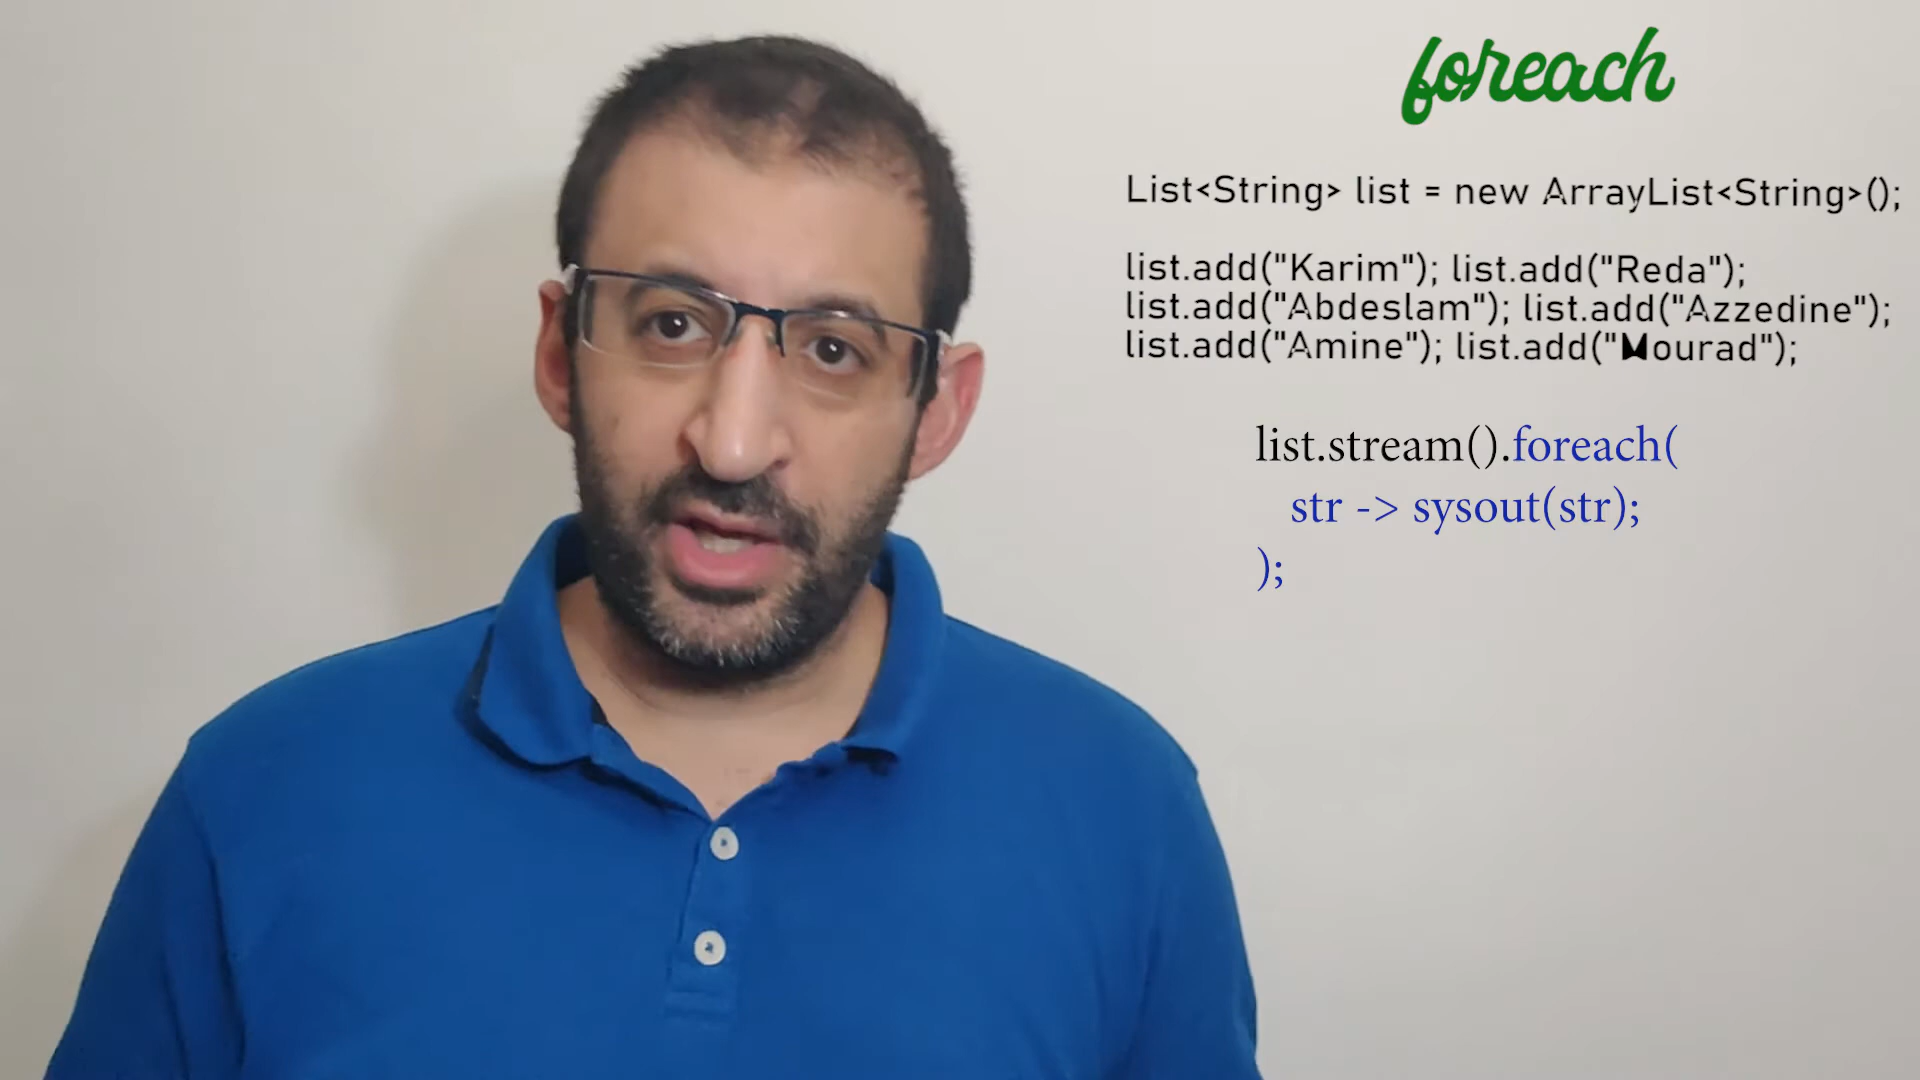 foreach
List<String> list = new ArrayList<String>();
list.add("Karim"); list.add("Reda");
list.add("Abdeslam"); list.add("Azzedine");
list.add("Amine"); list.add("Mourad");
list.stream().foreach(
str -> sysout(str);
);